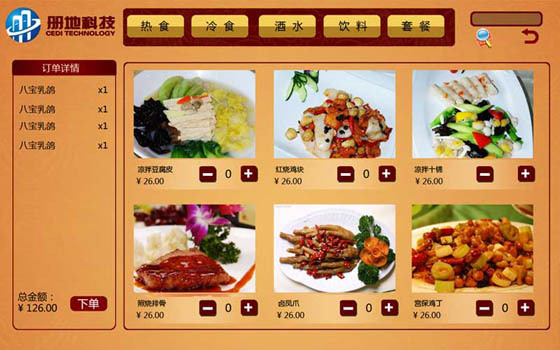 册地科技
CEDI TECHNOLOGY
热食
冷食
酒水
饮料
套餐
订单详情
八宝乳鸽 x1
八宝乳鸽 x1
八宝乳鸽 x1
八宝乳鸽 x1
总金额：
¥ 126.00
下单
凉拌豆腐皮
¥ 26.00
0
红烧鸡块
¥ 26.00
0
凉拌十锦
¥ 26.00
0
照烧排骨
¥ 26.00
0
卤凤爪
¥ 26.00
0
宫保鸡丁
¥ 26.00
0